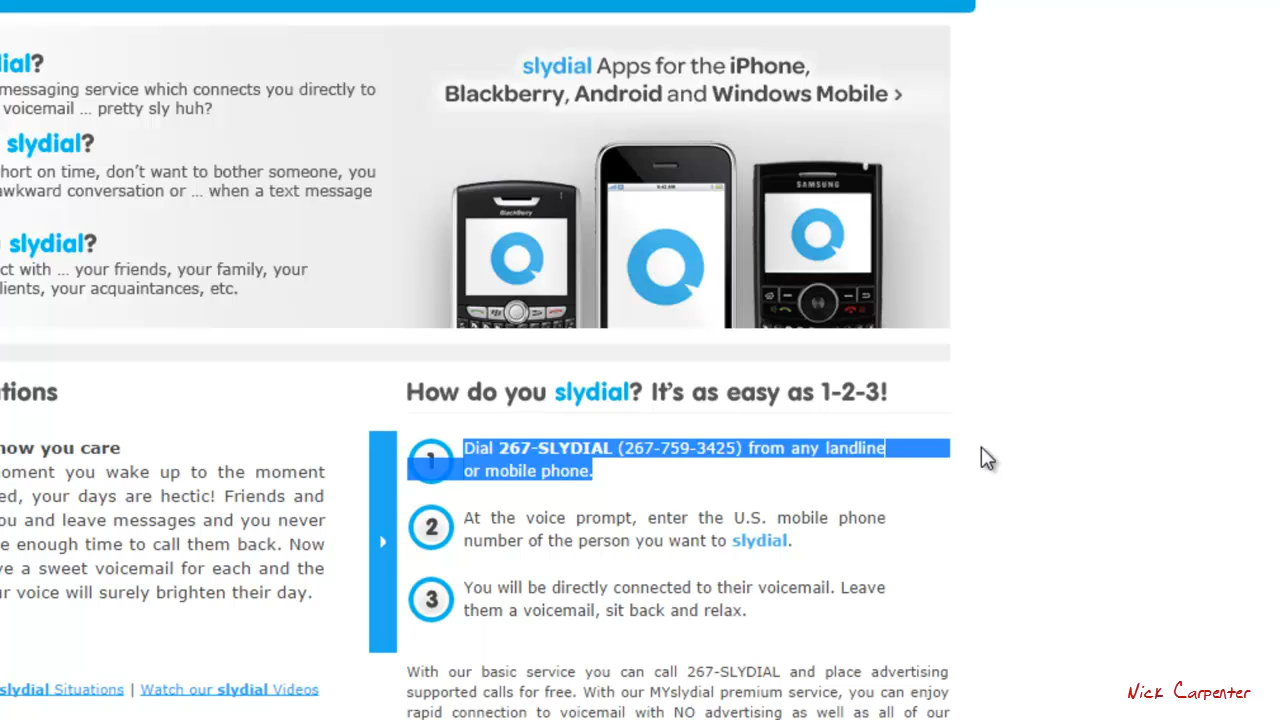 dial?
messaging service which connects you directly to
voicemail ... pretty sly huh?
slydial?
hort on time, don't want to bother someone, you
awkward conversation or ... when a text message
slydial?
ct with ... your friends, your family, your
lients, your acquaintances, etc.
slydial Apps for the iPhone,
Blackberry, Android and Windows Mobile >
BlackBerry
9:42 AM
SAMSUNG
ations
how you care
moment you wake up to the moment
ed, your days are hectic! Friends and
ou and leave messages and you never
e enough time to call them back. Now
ve a sweet voicemail for each and the
ur voice will surely brighten their day.
slydial Situations | Watch our slydial Videos
How do you slydial? It's as easy as 1-2-3!
1 Dial 267-SLYDIAL (267-759-3425) from any landline
or mobile phone.
2 At the voice prompt, enter the U.S. mobile phone
number of the person you want to slydial.
3 You will be directly connected to their voicemail. Leave
them a voicemail, sit back and relax.
With our basic service you can call 267-SLYDIAL and place advertising
supported calls for free. With our MYslydial premium service, you can enjoy
rapid connection to voicemail with NO advertising as well as all of our
Nick Carpenter